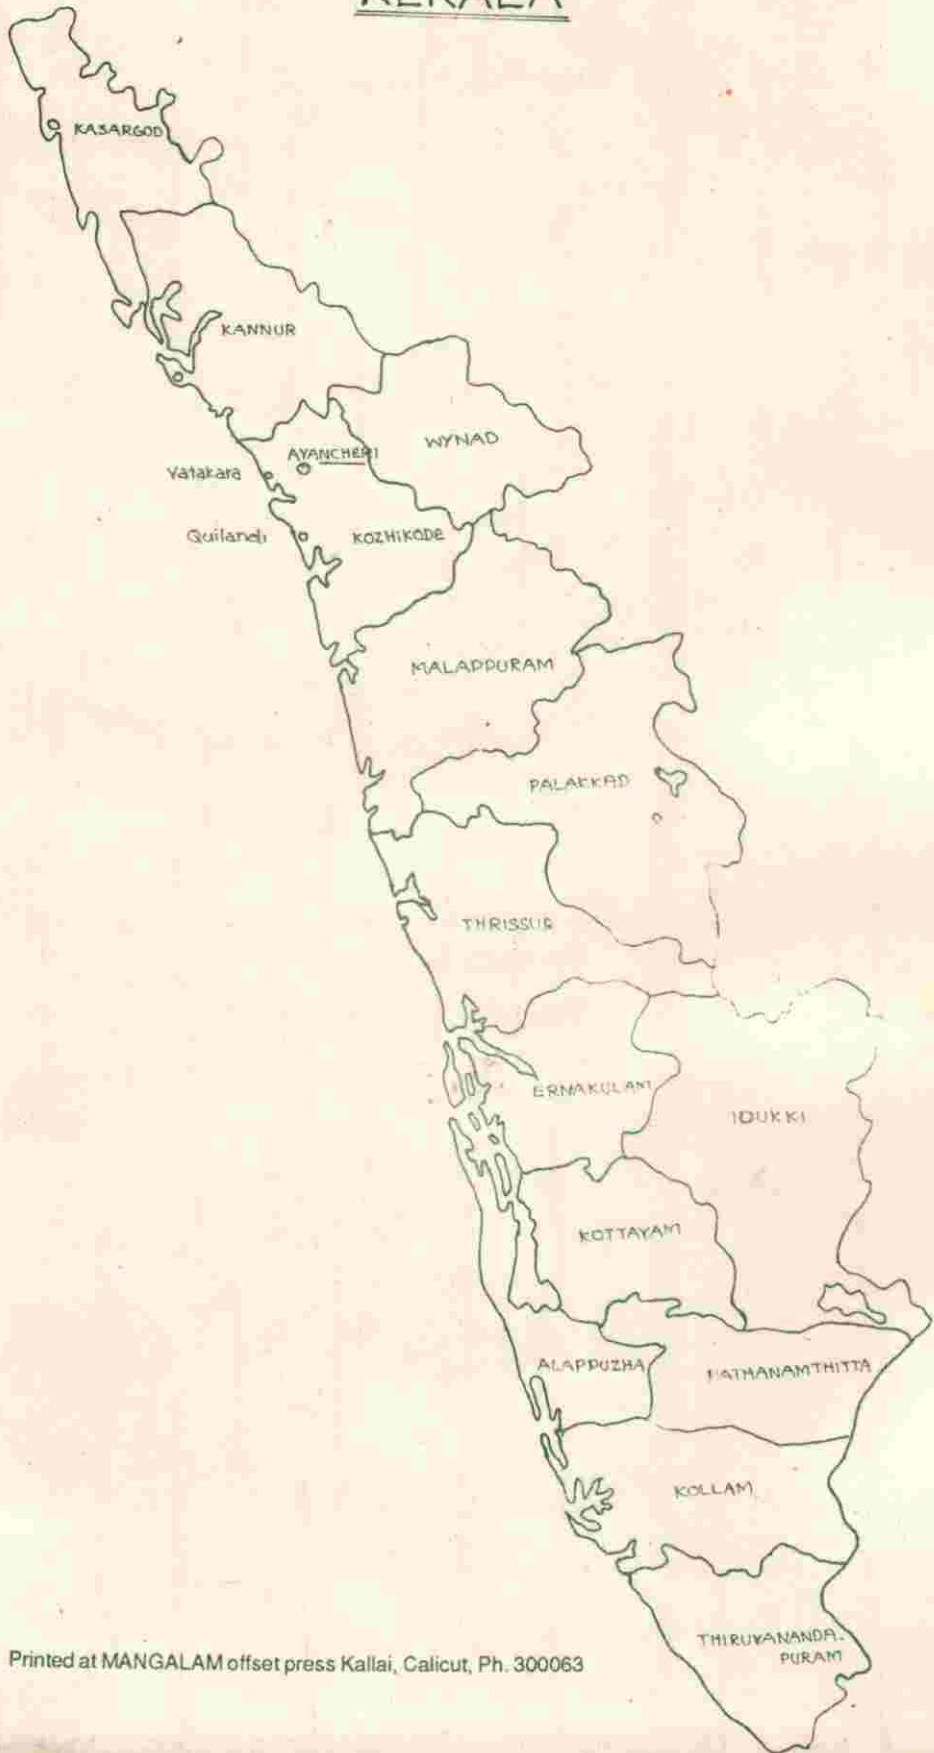 KERALA
KASARGOD
KANNUR
WYNAD
AYANCHERI
Vatakara
Quilandi
KOZHIKODE
MALAPPURAM
PALAKKAD
THRISSUR
ERNAKULAM
IDUKKI
KOTTAYAM
ALAPPUZHA
PATHANAMTHITTA
KOLLAM
THIRUVANANDA-
PURAM
Printed at MANGALAM offset press Kallai, Calicut, Ph. 300063